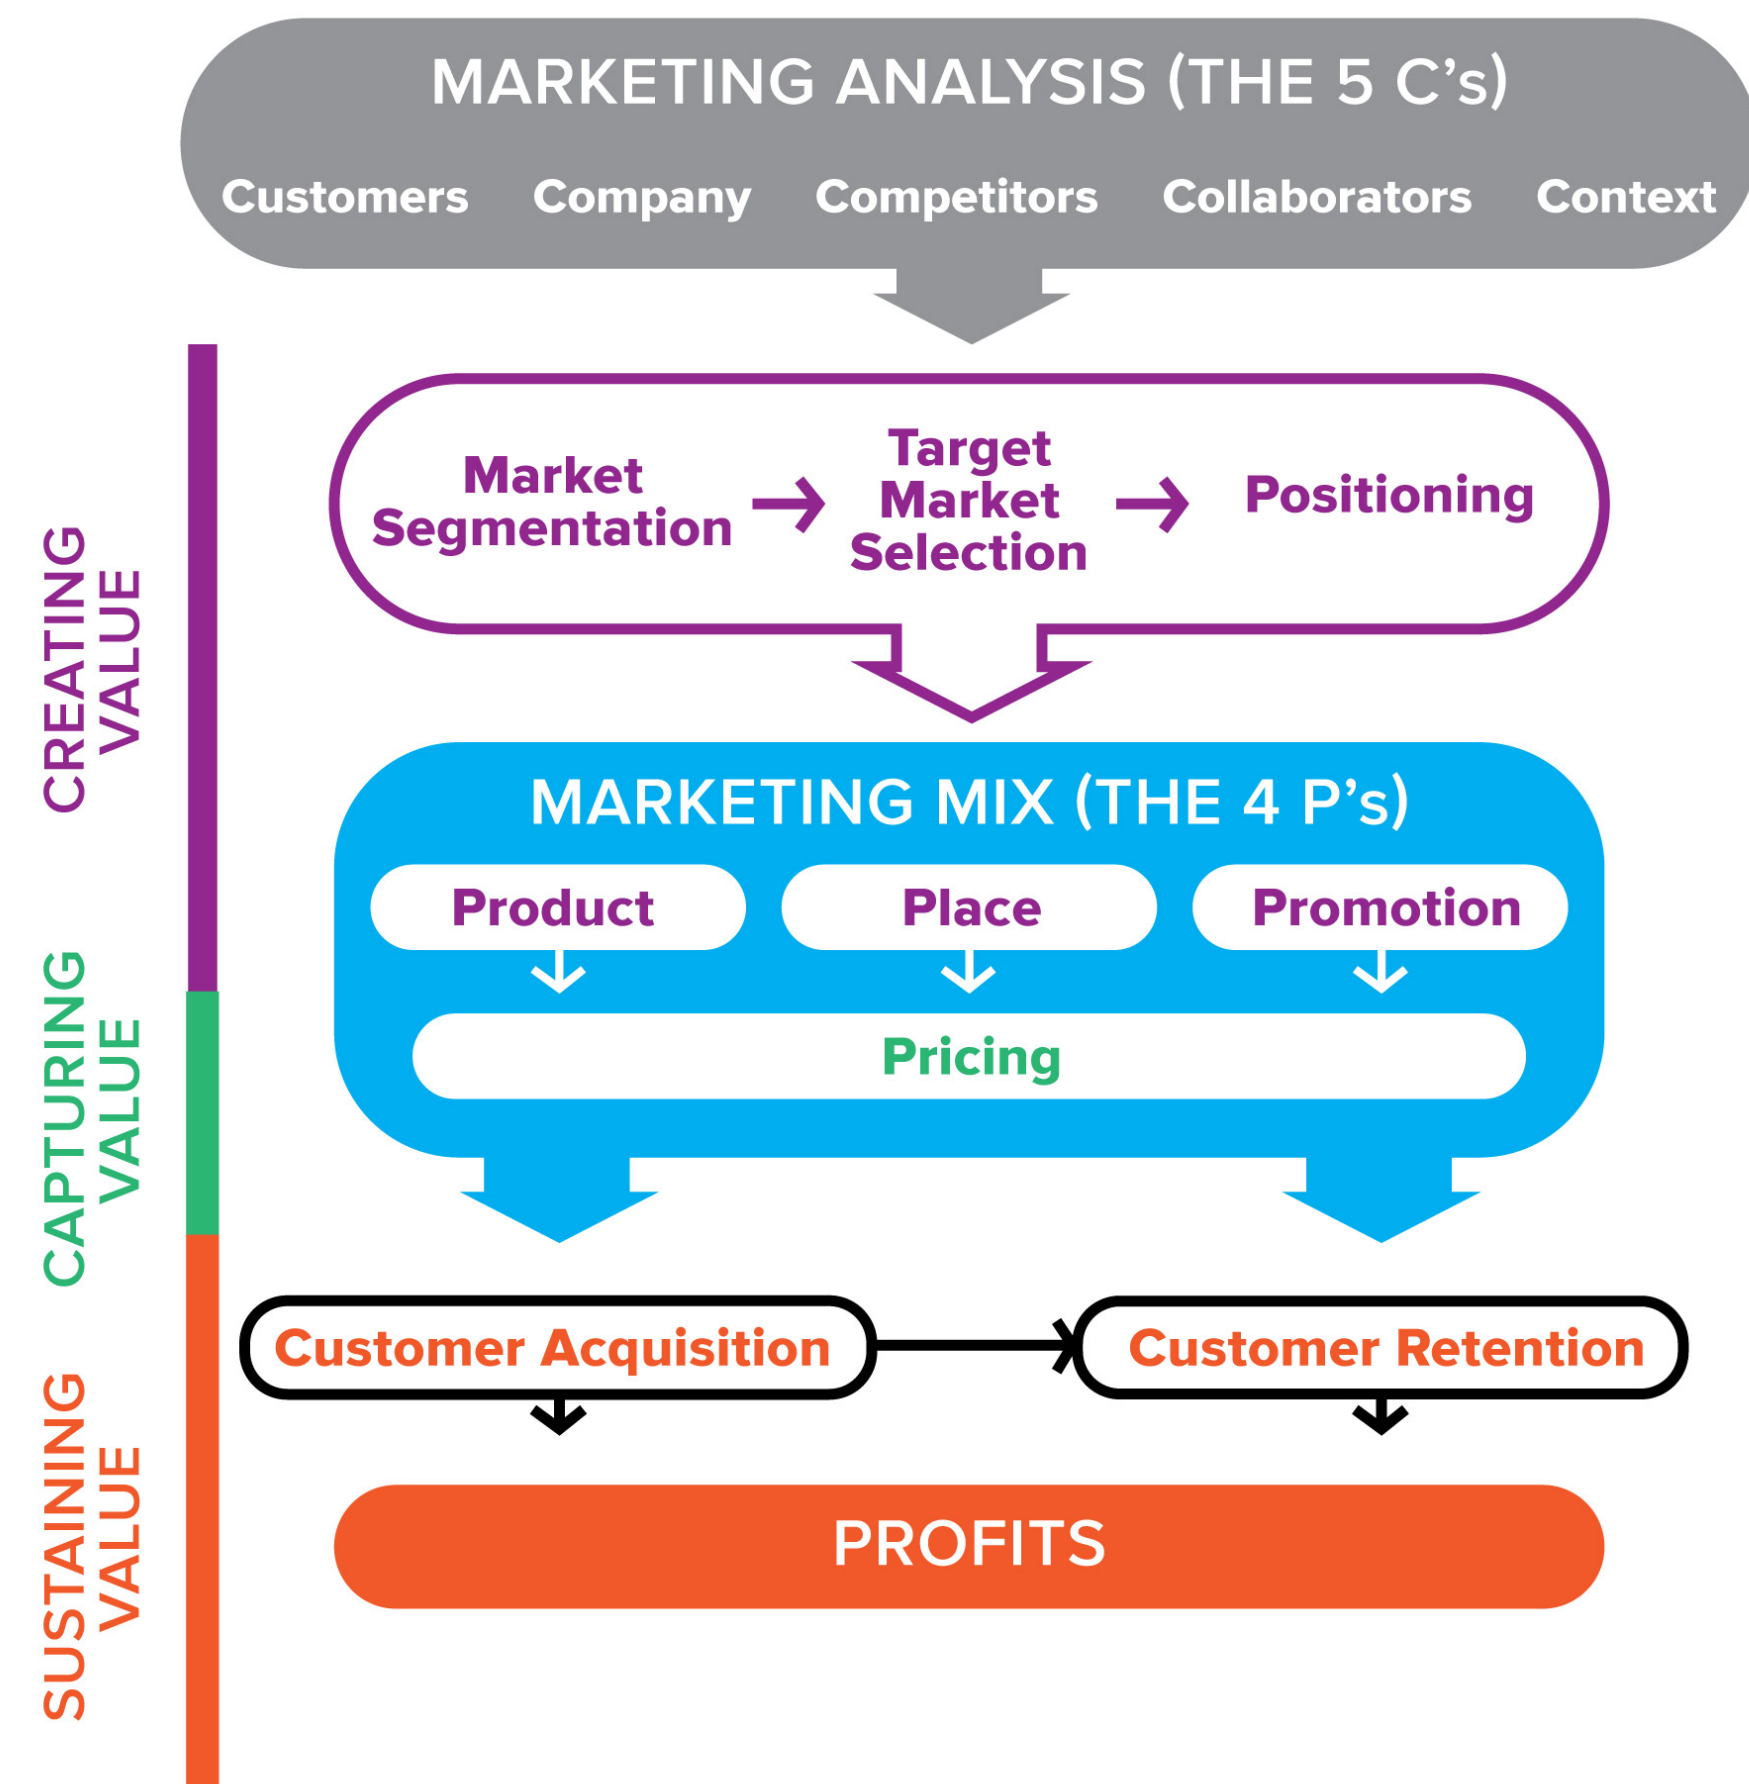 MARKETING ANALYSIS (THE 5 C’s)
Customers Company Competitors Collaborators Context
CREATING
VALUE
Market
Segmentation
Target
Market
Selection
Positioning
MARKETING MIX (THE 4 P’s)
Product Place Promotion
CAPTURING
VALUE
Pricing
SUSTAINING
VALUE
Customer Acquisition Customer Retention
PROFITS